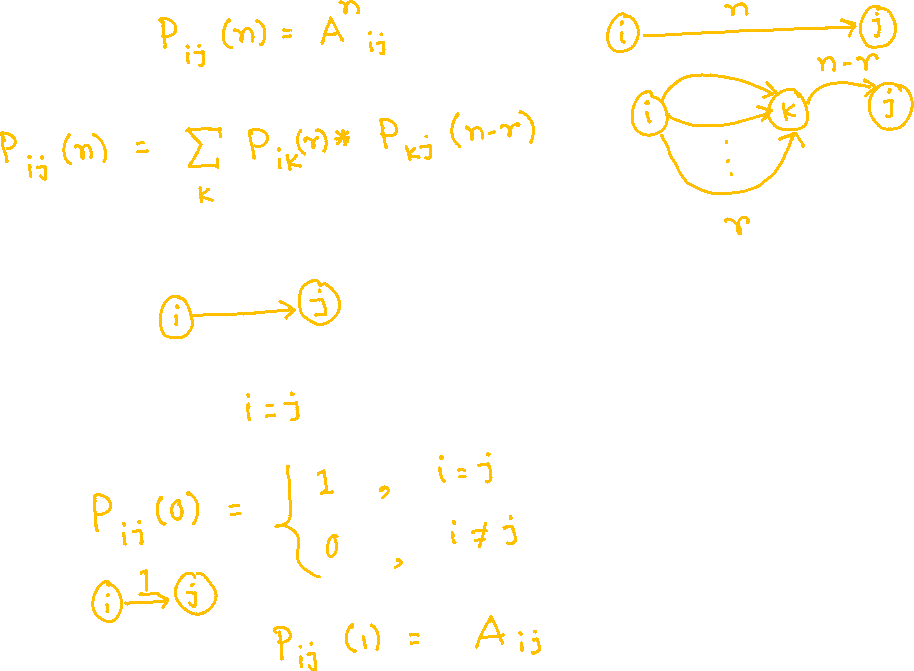 P_ij (n) = A^n_ij
i n j
P_ij (n) = Σ_k P_ik (r) * P_kj (n-r)
i k n-r j
⋮
r
i j
i = j
P_ij (0) = { 1 , i = j
0 , i ≠ j
i 1 j
P_ij (1) = A_ij